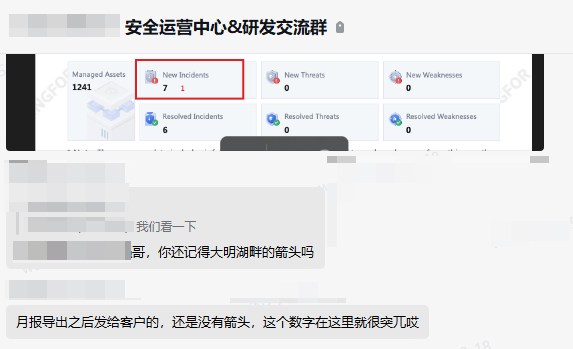 安全运营中心&研发交流群
Managed Assets
1241
New Incidents
7 1
New Threats
0
New Weaknesses
0
Resolved Incidents
6
Resolved Threats
0
Resolved Weaknesses
0
我们看一下
哥，你还记得大明湖畔的箭头吗
月报导出之后发给客户的，还是没有箭头，这个数字在这里就很突兀哎